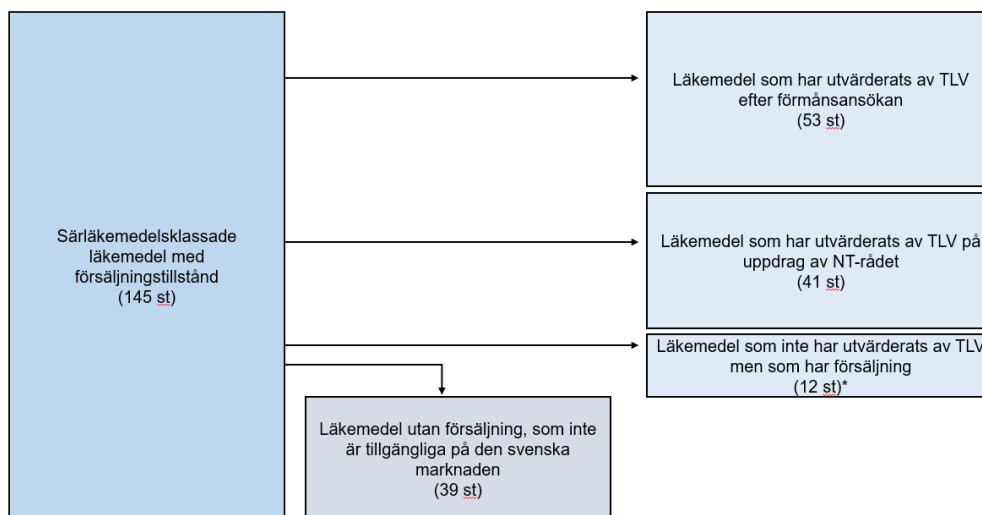 Särläkemedelsklassade
läkemedel med
försäljningstillstånd
(145 st)
Läkemedel som har utvärderats av TLV
efter förmånsansökan
(53 st)
Läkemedel som har utvärderats av TLV på
uppdrag av NT-rådet
(41 st)
Läkemedel som inte har utvärderats av TLV
men som har försäljning
(12 st)*
Läkemedel utan försäljning, som inte
är tillgängliga på den svenska
marknaden
(39 st)